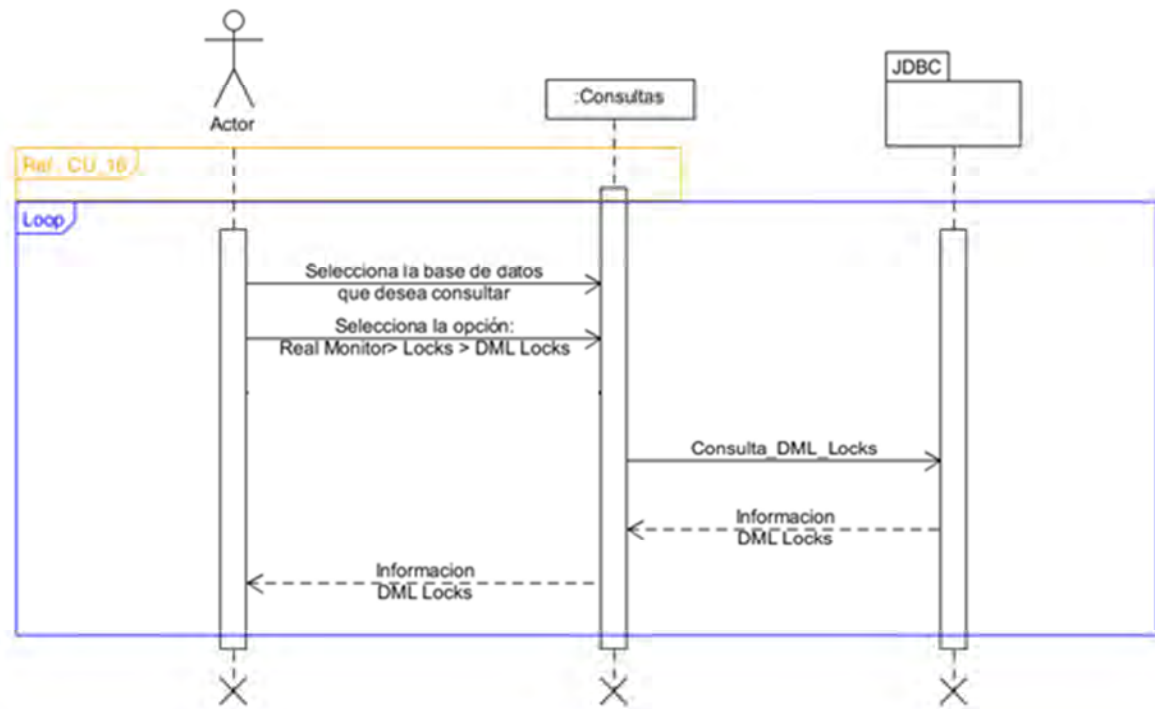 JDBC
:Consultas
Actor
Ref . CU_16
Loop
Selecciona la base de datos
que desea consultar
Selecciona la opción:
Real Monitor> Locks > DML Locks
Consulta_DML_Locks
Informacion
DML Locks
Informacion
DML Locks